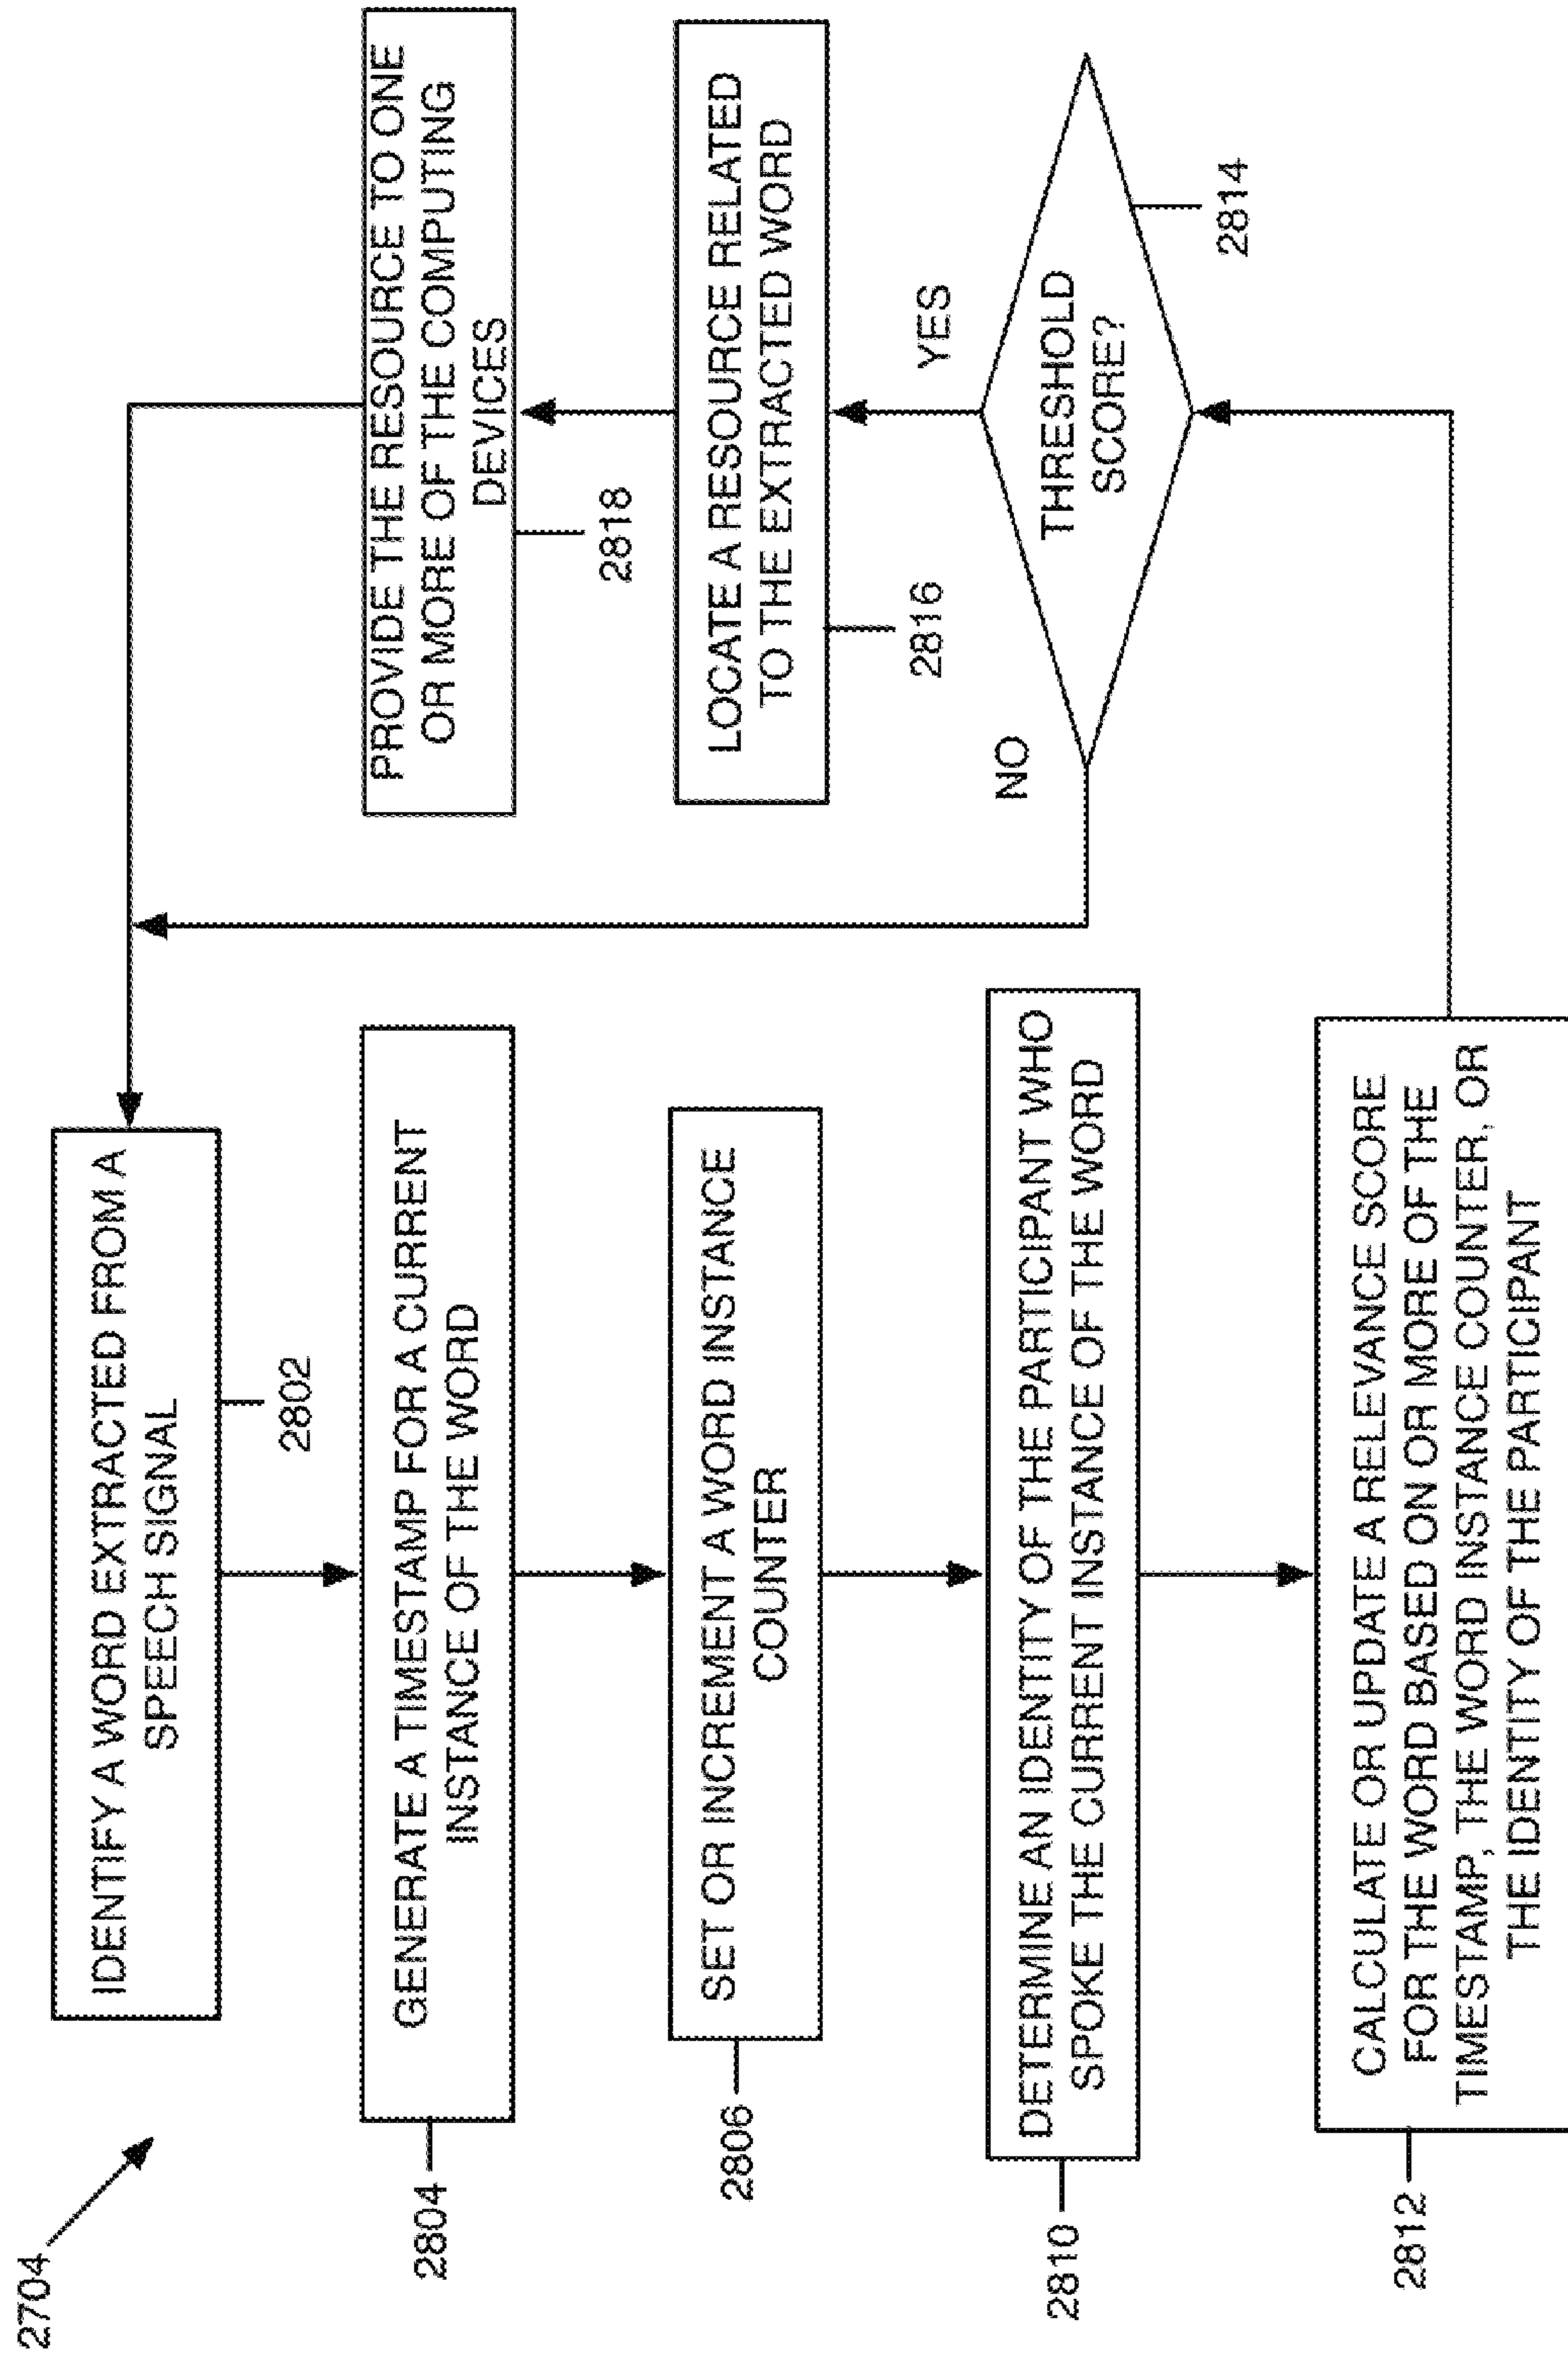 2704
IDENTIFY A WORD EXTRACTED FROM A
SPEECH SIGNAL
2802
GENERATE A TIMESTAMP FOR A CURRENT
INSTANCE OF THE WORD
2804
SET OR INCREMENT A WORD INSTANCE
COUNTER
2806
DETERMINE AN IDENTITY OF THE PARTICIPANT WHO
SPOKE THE CURRENT INSTANCE OF THE WORD
2810
CALCULATE OR UPDATE A RELEVANCE SCORE
FOR THE WORD BASED ON OR MORE OF THE
TIMESTAMP, THE WORD INSTANCE COUNTER, OR
THE IDENTITY OF THE PARTICIPANT
2812
THRESHOLD
SCORE?
2814
NO
YES
LOCATE A RESOURCE RELATED
TO THE EXTRACTED WORD
2816
PROVIDE THE RESOURCE TO ONE
OR MORE OF THE COMPUTING
DEVICES
2818